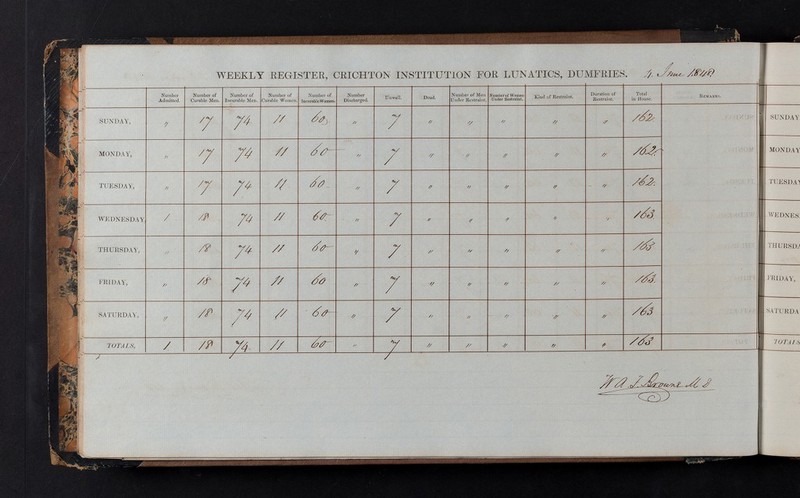 WEEKLY REGISTER, CRICHTON INSTITUTION FOR LUNATICS, DUMFRIES. 4 June 1848
Number Admitted. Number of Curable Men. Number of Incurable Men. Number of Curable Women. Number of Incurable Women. Number Discharged. Furiosi. Dead. Number of Men Under Restraint. Number of Women Under Restraint. Kind of Restraint. Duration of Restraint. Total in House. REMARKS.
SUNDAY, " 17 74 11 60 " 7 " " " " " 162
MONDAY, " 17 74 11 60 " 7 " " " " " 162
TUESDAY, " 17 74 11 60 " 7 " " " " " 162.
WEDNESDAY, 1 18 74 11 60 " 7 " " " " " 163
THURSDAY, " 18 74 11 60 " 7 " " " " " 163
FRIDAY, " 18 74 11 60 " 7 " " " " " 163
SATURDAY, " 18 74 11 60 " 7 " " " " " 163
TOTALS, 1 18 74 11 60 " 7 " " " " " 163
W A F Browne M D
SUNDAY
MONDAY
TUESDAY
WEDNES
THURSDA
FRIDAY,
SATURDA
TOTALS